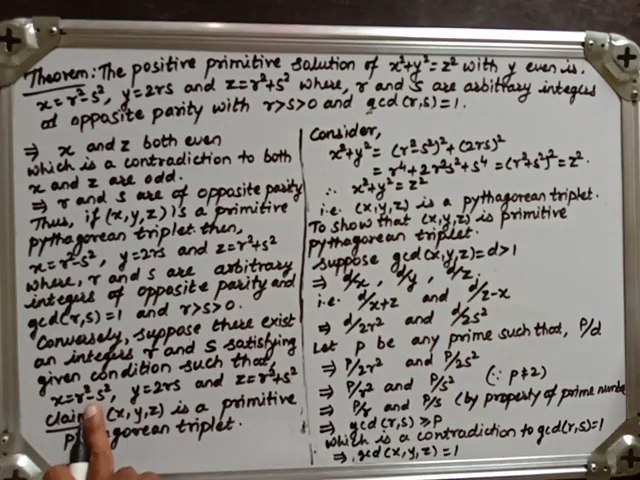 Theorem: The positive primitive solution of x²+y²=z² with y even is.
x=r²-s², y=2rs and z=r²+s² where, r and s are arbitrary integers
of opposite parity with r>s>0 and gcd(r,s)=1.
⇒ x and z both even
which is a contradiction to both
x and z are odd.
⇒ r and s are of opposite parity
Thus, if (x,y,z) is a primitive
pythagorean triplet then,
x=r²-s², y=2rs and z=r²+s²
where, r and s are arbitrary
integers of opposite parity and
gcd(r,s)=1 and r>s>0.
Conversely, suppose there exist
an integers r and s satisfying
given condition such that,
x=r²-s², y=2rs and z=r²+s²
Claim (x,y,z) is a primitive
pythagorean triplet.
Consider,
x²+y²= (r²-s²)²+(2rs)²
= r⁴+2r²s²+s⁴ =(r²+s²)²=z².
∴ x²+y²=z²
i.e. (x,y,z) is a pythagorean triplet.
To show that (x,y,z) is primitive
pythagorean triplet.
suppose gcd(x,y,z)=d>1
⇒ d/x, d/y, d/z.
i.e. d/x+z and d/z-x
⇒ d/2r² and d/2s²
Let p be any prime such that, P/d
⇒ P/2r² and P/2s²
⇒ P/r² and P/s² (∵ P≠2)
⇒ P/r and P/s (by property of prime numbe
⇒ gcd(r,s) ≥ P
which is a contradiction to gcd(r,s)=1
⇒ gcd(x,y,z)=1